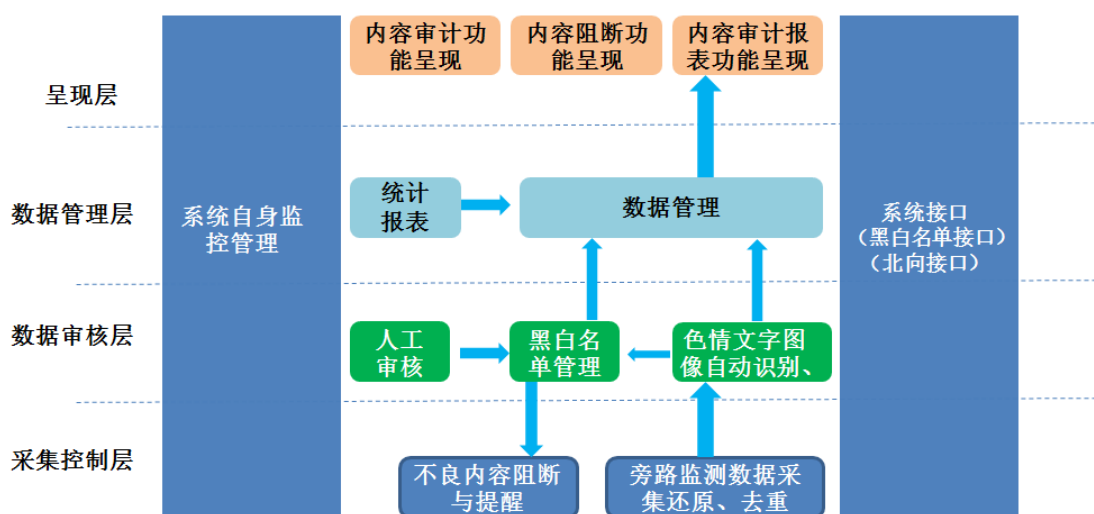 内容审计功
能呈现
内容阻断功
能呈现
内容审计报
表功能呈现
呈现层
数据管理层
系统自身监
控管理
统计
报表
数据管理
系统接口
（黑白名单接口）
（北向接口）
数据审核层
人工
审核
黑白名
单管理
色情文字图
像自动识别、
采集控制层
不良内容阻断
与提醒
旁路监测数据采
集还原、去重